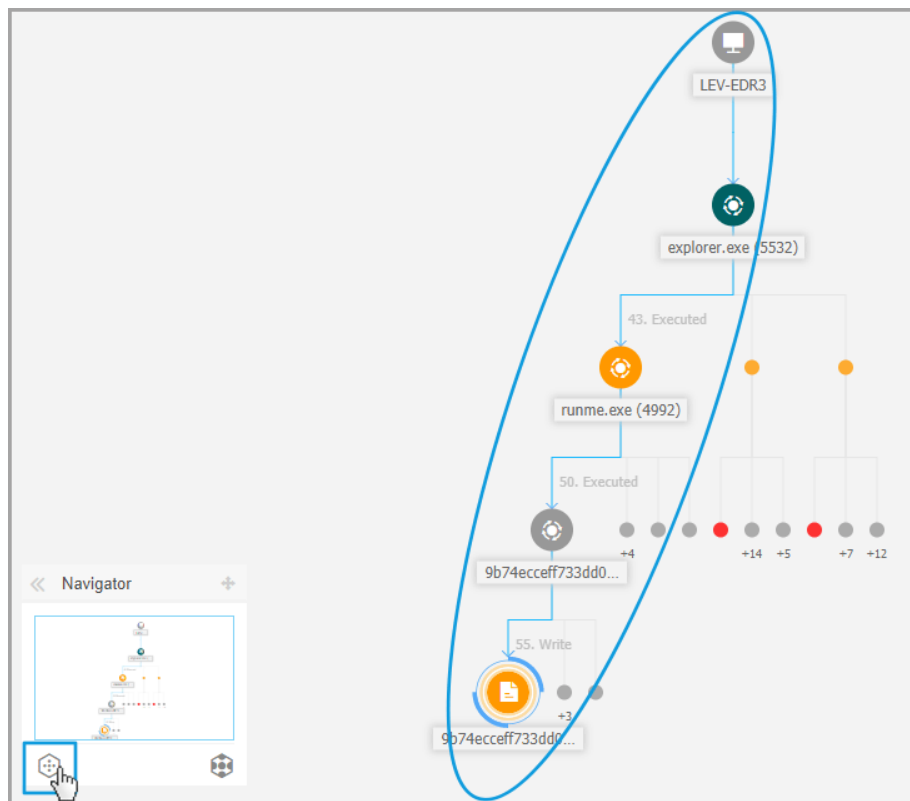 LEV-EDR3
explorer.exe (5532)
43. Executed
runme.exe (4992)
50. Executed
+4
+14
+5
+7
+12
9b74ecceff733dd0...
Navigator
55. Write
+3
9b74ecceff733dd0...